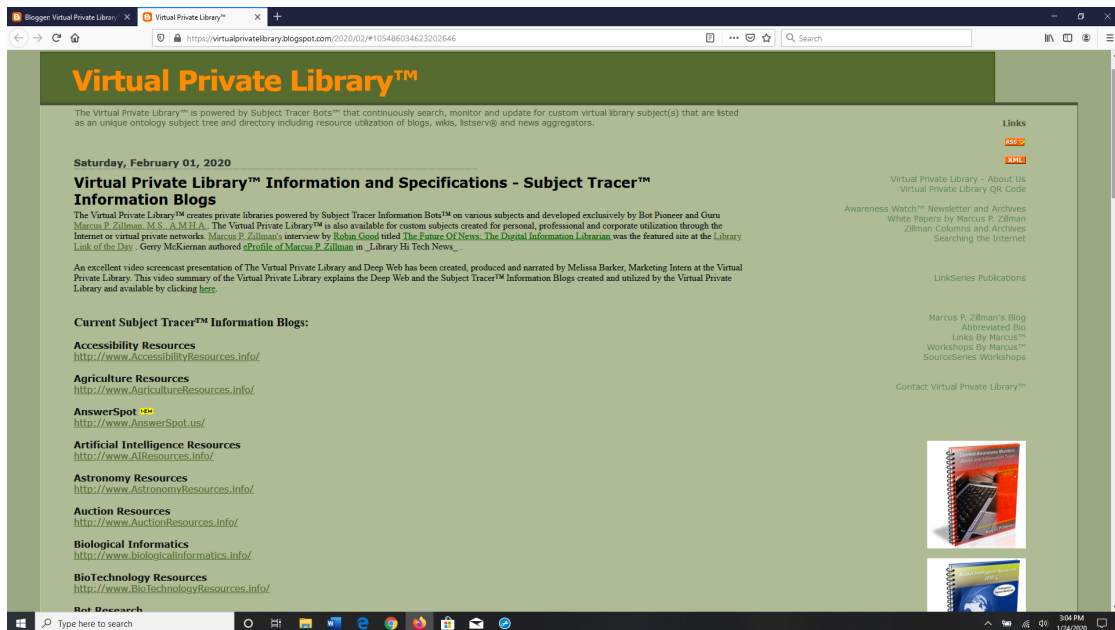 Blogger: Virtual Private Library™
Virtual Private Library™
https://virtualprivatelibrary.blogspot.com/2020/02/#105486034623202646
Search
Virtual Private Library™
The Virtual Private Library™ is powered by Subject Tracer Bots™ that continuously search, monitor and update for custom virtual library subject(s) that are listed
as an unique ontology subject tree and directory including resource utilization of blogs, wikis, listserv® and news aggregators.
Saturday, February 01, 2020
Virtual Private Library™ Information and Specifications - Subject Tracer™
Information Blogs
The Virtual Private Library™ creates private libraries powered by Subject Tracer Information Bots™ on various subjects and developed exclusively by Bot Pioneer and Guru
Marcus P. Zillman, M.S., A.M.H.A.. The Virtual Private Library™ is also available for custom subjects created for personal, professional and corporate utilization through the
Internet or virtual private networks. Marcus P. Zillman's interview by Robin Good titled The Future Of News: The Digital Information Librarian was the featured site at the Library
Link of the Day . Gerry McKiernan authored eProfile of Marcus P. Zillman in _Library Hi Tech News_ .
An excellent video screencast presentation of The Virtual Private Library and Deep Web has been created, produced and narrated by Melissa Barker, Marketing Intern at the Virtual
Private Library. This video summary of the Virtual Private Library explains the Deep Web and the Subject Tracer™ Information Blogs created and utilized by the Virtual Private
Library and available by clicking here.
Current Subject Tracer™ Information Blogs:
Accessibility Resources
http://www.AccessibilityResources.info/
Agriculture Resources
http://www.AgricultureResources.info/
AnswerSpot NEW
http://www.AnswerSpot.us/
Artificial Intelligence Resources
http://www.AIResources.info/
Astronomy Resources
http://www.AstronomyResources.info/
Auction Resources
http://www.AuctionResources.info/
Biological Informatics
http://www.biologicalinformatics.info/
BioTechnology Resources
http://www.BioTechnologyResources.info/
Bot Research
Links
RSS
XML
Virtual Private Library - About Us
Virtual Private Library QR Code
Awareness Watch™ Newsletter and Archives
White Papers by Marcus P. Zillman
Zillman Columns and Archives
Searching the Internet
LinkSeries Publications
Marcus P. Zillman's Blog
Abbreviated Bio
Links By Marcus™
Workshops By Marcus™
SourceSeries Workshops
Contact Virtual Private Library™
Type here to search
3:04 PM
1/24/2020